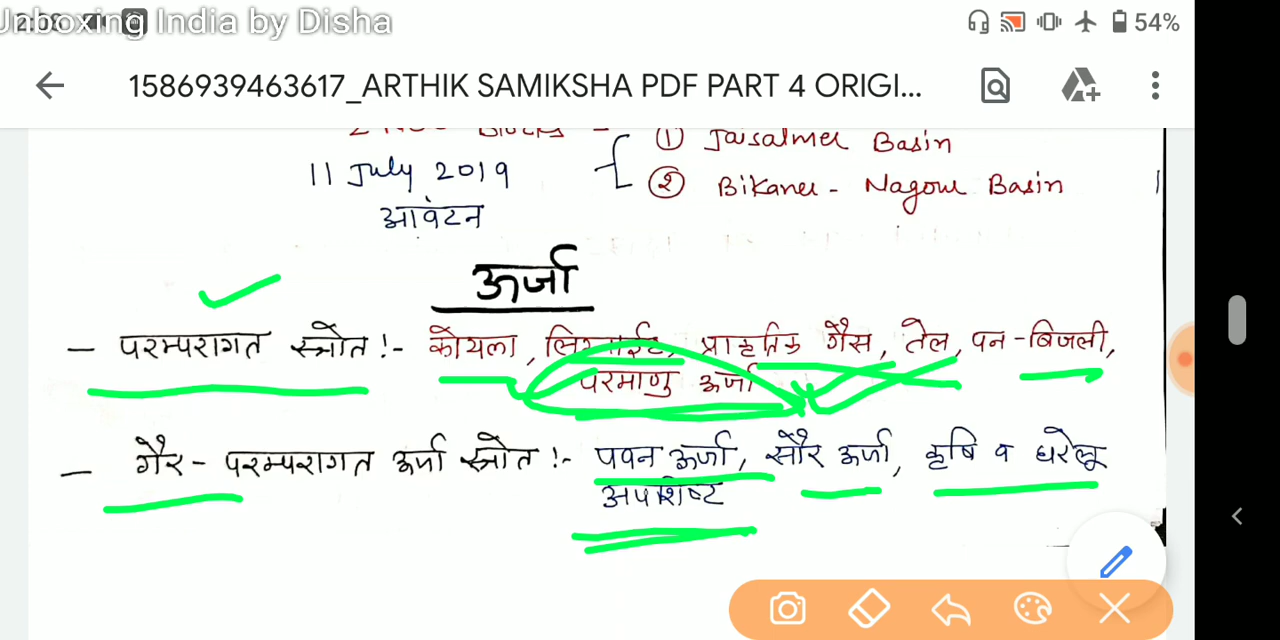 Unboxing India by Disha
54%
1586939463617_ARTHIK SAMIKSHA PDF PART 4 ORIGI...
① Jaisalmer Basin
11 July 2019
② Bikaner - Nagour Basin
आवंटन
ऊर्जा
- परम्परागत स्त्रोत :- कोयला, लिग्नाईट, प्राकृतिक गैस, तेल, पन-बिजली,
परमाणु ऊर्जा
- गैर-परम्परागत ऊर्जा स्त्रोत :- पवन ऊर्जा, सौर ऊर्जा, कृषि व घरेलू
अपशिष्ट